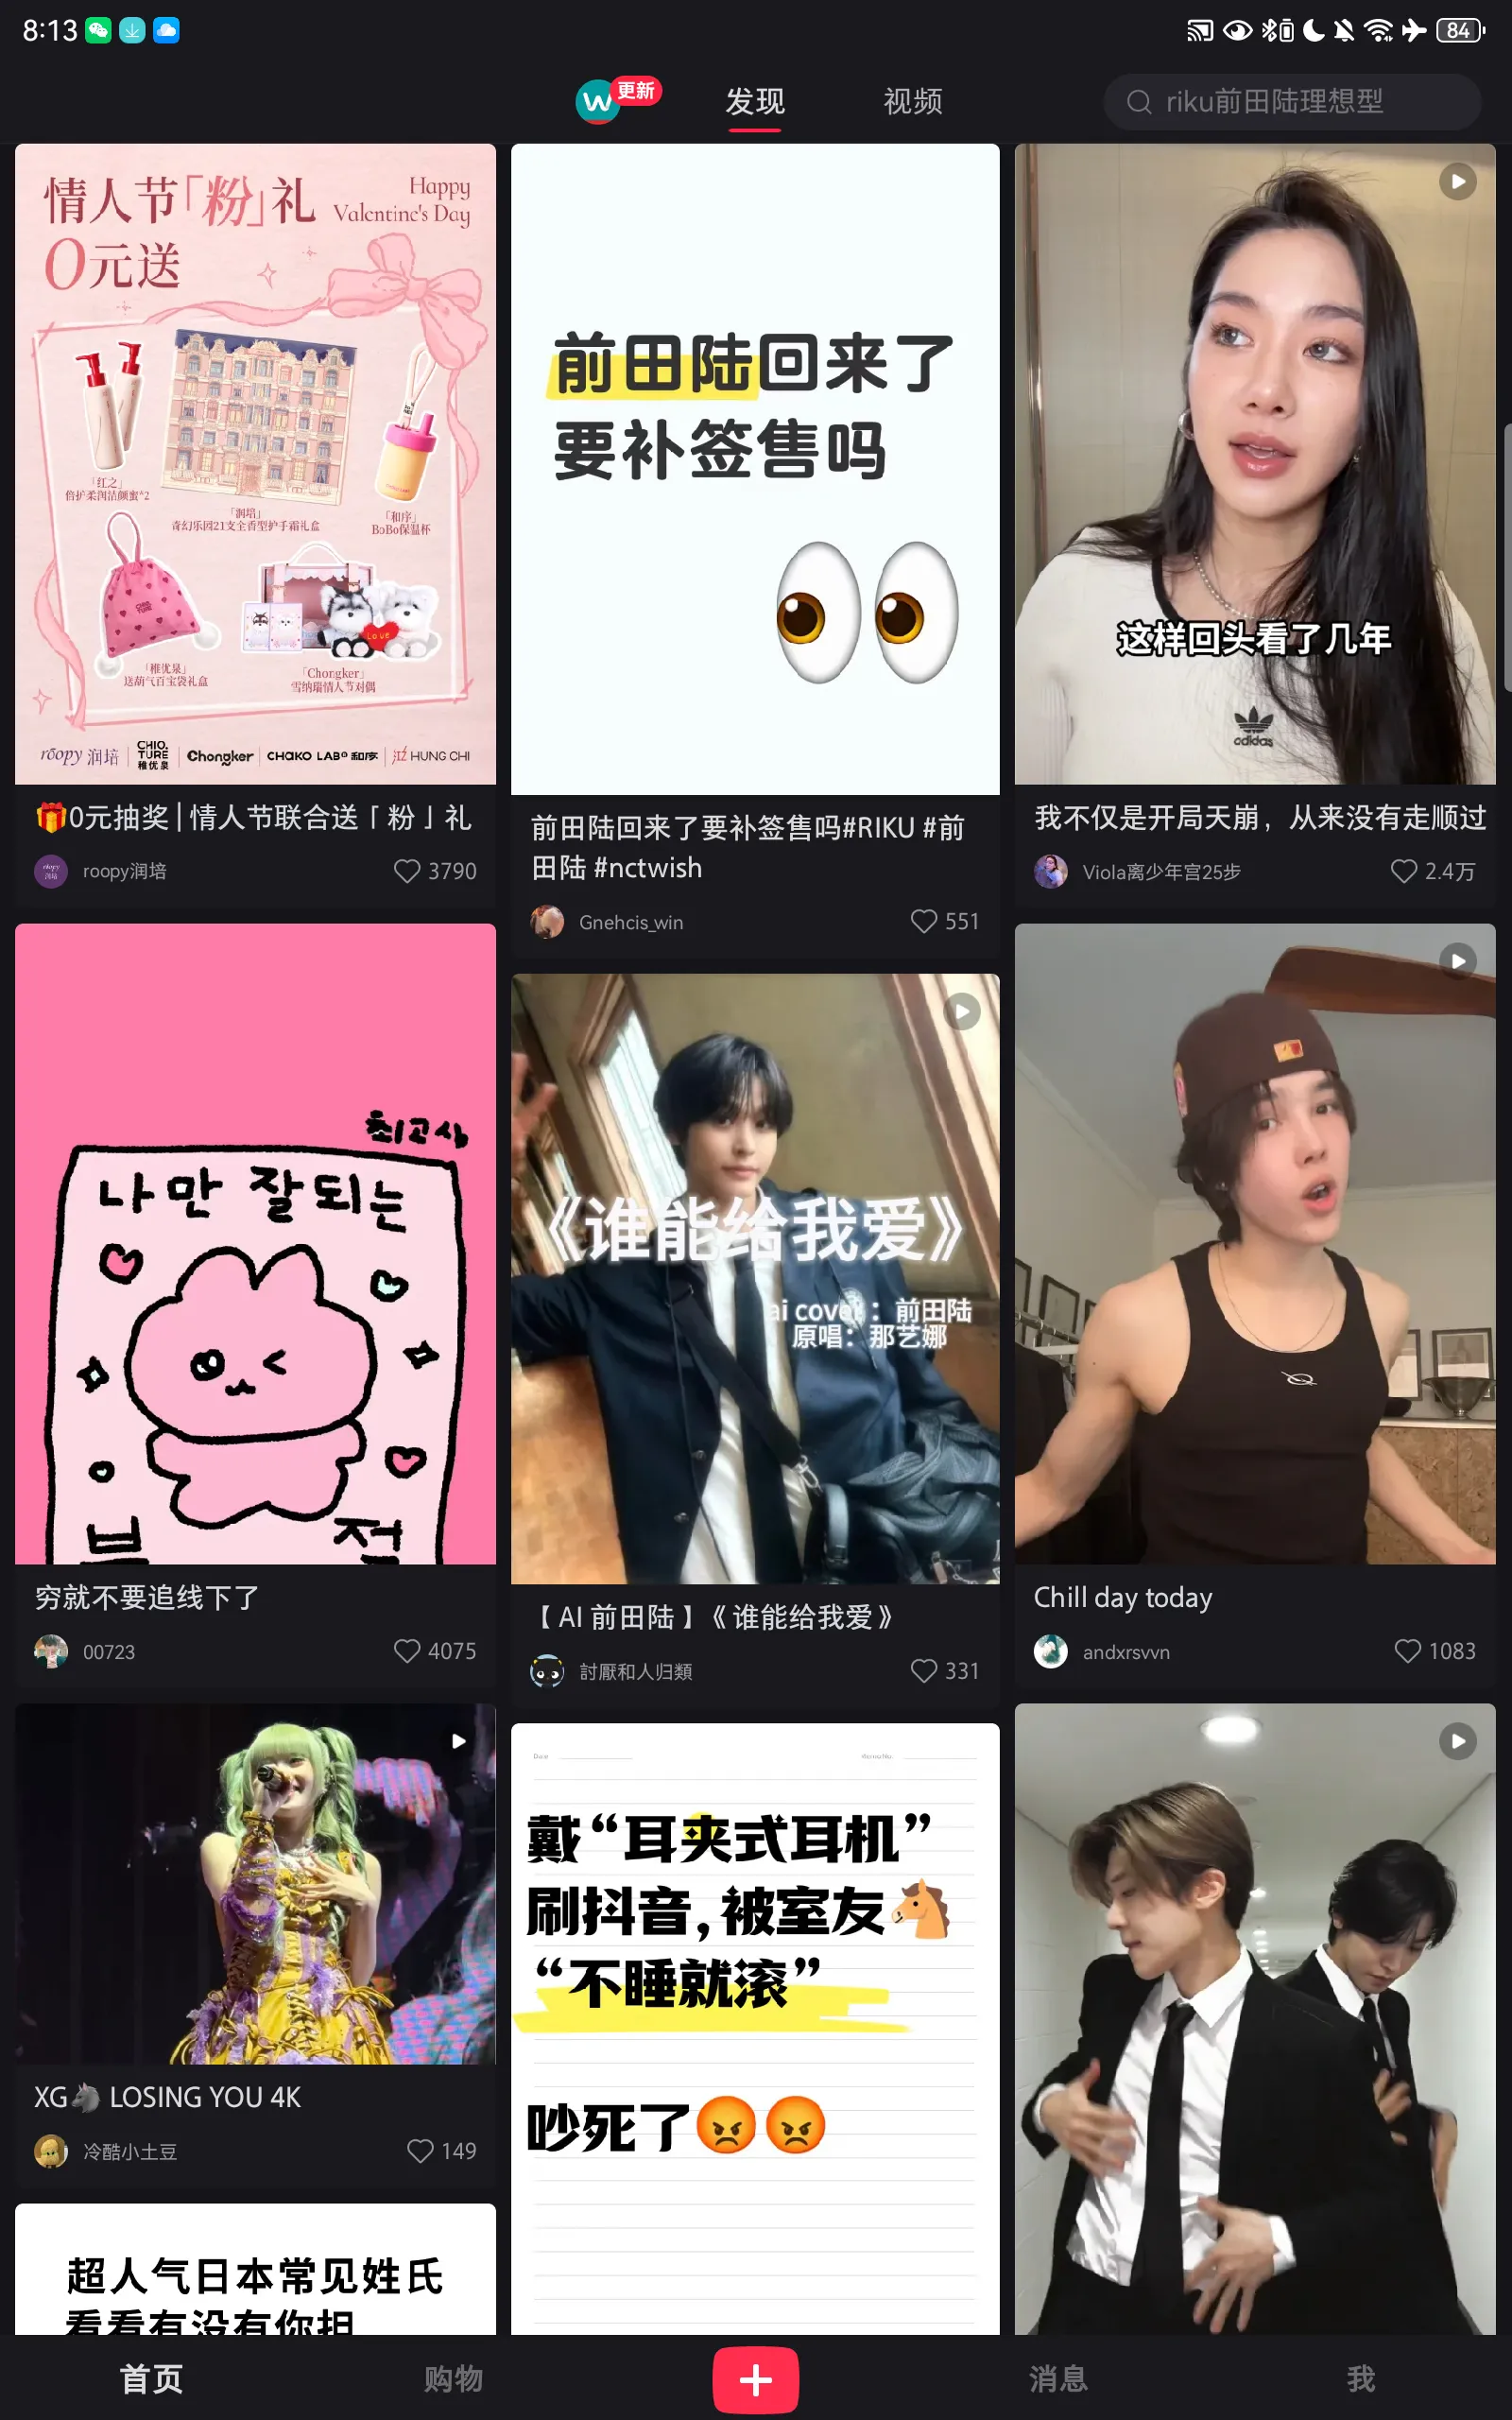 8:13
84
更新
发现
视频
riku前田陆理想型
情人节「粉」礼
0元送
Happy
Valentine's Day
「红之」
倍护柔润洁颜蜜*2
「润培」
奇幻乐园21支全香型护手霜礼盒
「和序」
BoBo保温杯
「稚优泉」
送葫气百宝袋礼盒
「Chongker」
雪纳瑞情人节对偶
roopy 润培
CHIO.TURE 稚优泉
Chongker
CHAKO LAB 和序
HUNG CHI
🎁0元抽奖 | 情人节联合送「粉」礼
roopy润培
3790
前田陆回来了
要补签售吗
前田陆回来了要补签售吗#RIKU #前
田陆 #nctwish
Gnehcis_win
551
这样回头看了几年
adidas
我不仅是开局天崩，从来没有走顺过
Viola离少年宫25步
2.4万
최고심
나만 잘되는
부 적
穷就不要追线下了
00723
4075
《谁能给我爱》
ai cover：前田陆
原唱：那艺娜
【 AI 前田陆 】《 谁能给我爱 》
討厭和人归類
331
Chill day today
andxrsvvn
1083
XG🐺 LOSING YOU 4K
冷酷小土豆
149
Date
戴“耳夹式耳机”
刷抖音，被室友🐴
“不睡就滚”
吵死了😡😡
超人气日本常见姓氏
看看有没有你担
首页
购物
消息
我